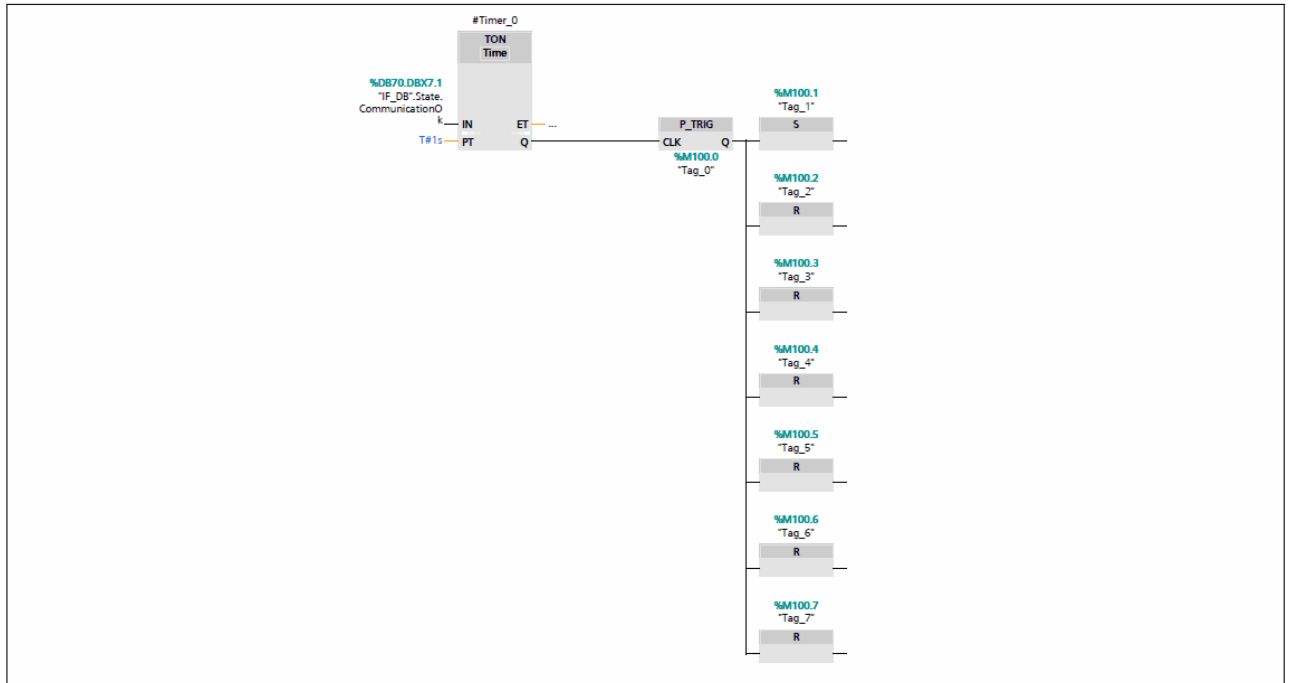 #Timer_0
TON
Time
%DB70.DBX7.1
"IF_DB".State.
CommunicationO
k
IN
ET
...
T#1s
PT
Q
P_TRIG
CLK
Q
%M100.0
"Tag_0"
%M100.1
"Tag_1"
S
%M100.2
"Tag_2"
R
%M100.3
"Tag_3"
R
%M100.4
"Tag_4"
R
%M100.5
"Tag_5"
R
%M100.6
"Tag_6"
R
%M100.7
"Tag_7"
R